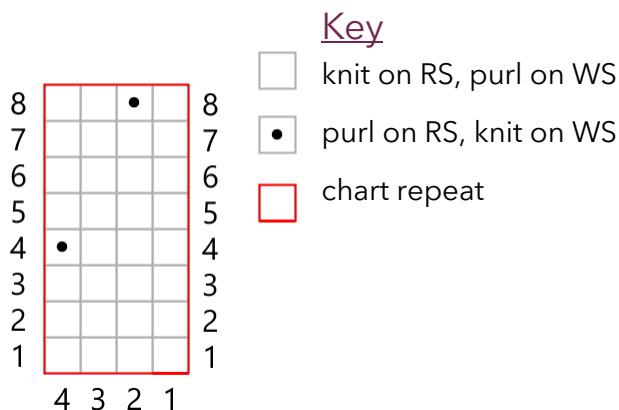 Key
knit on RS, purl on WS
purl on RS, knit on WS
chart repeat
8 8
7 7
6 6
5 5
4 4
3 3
2 2
1 1
4 3 2 1